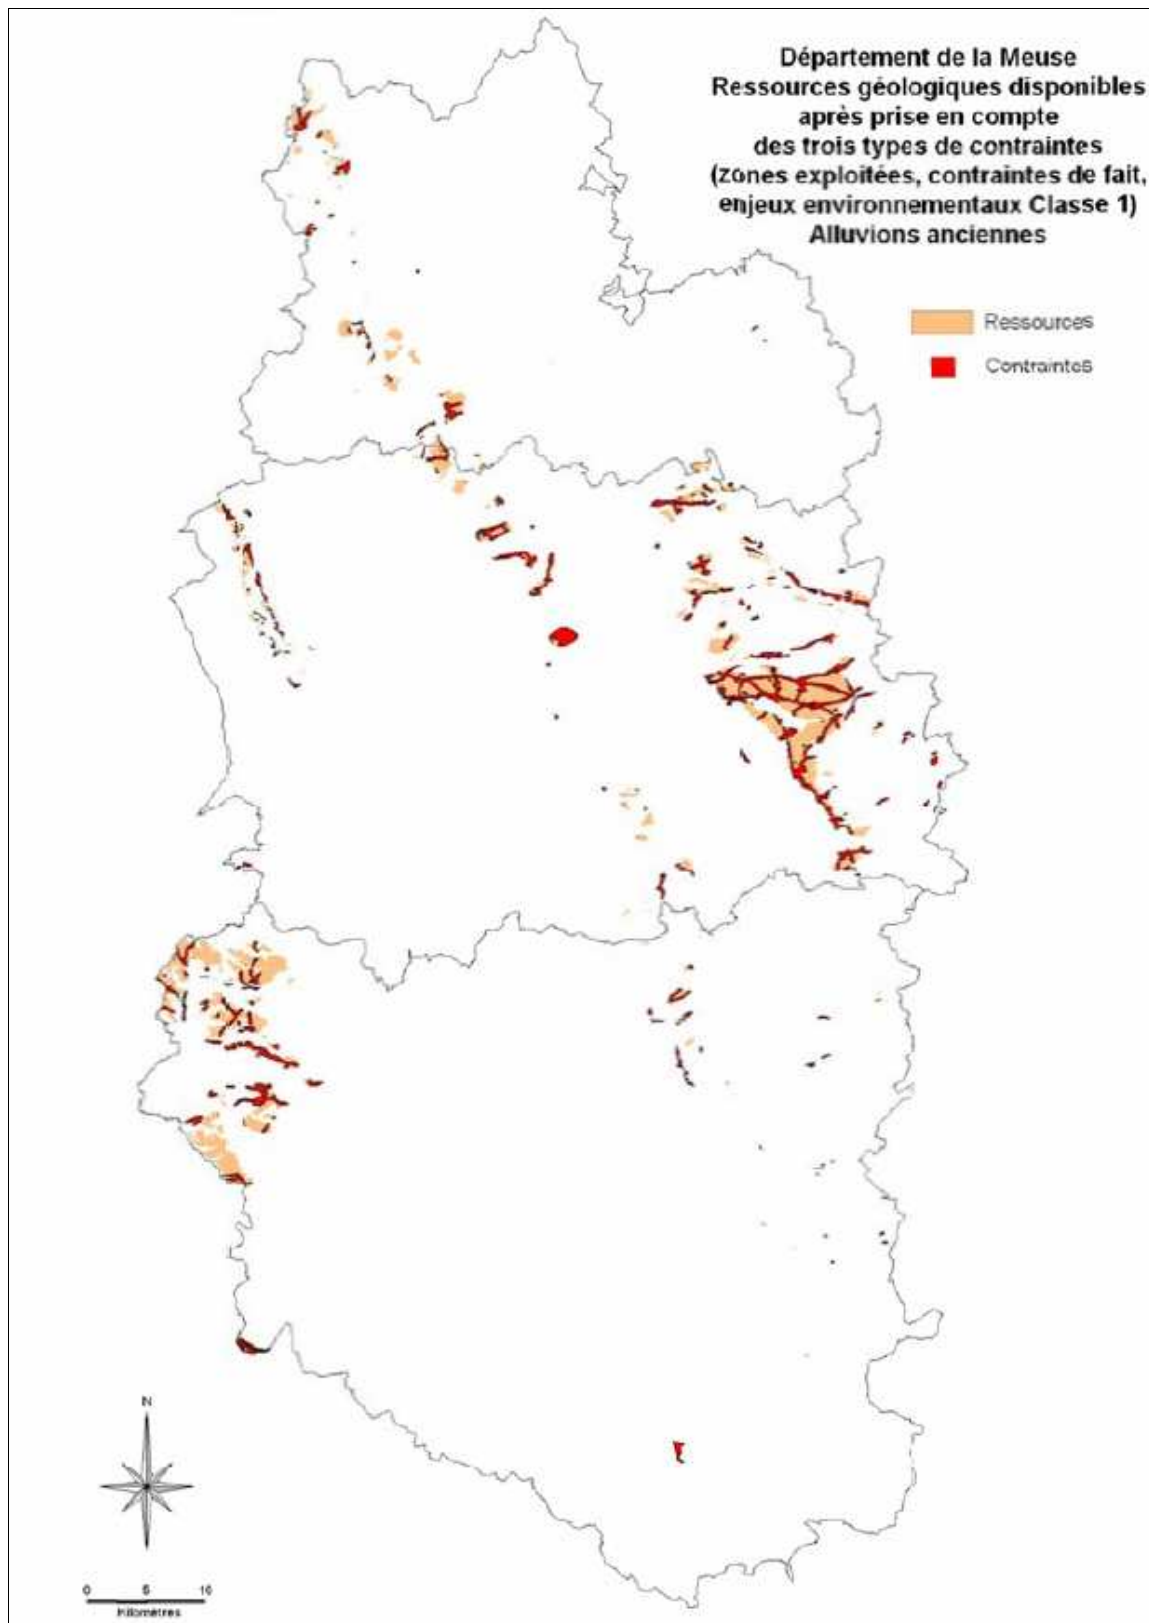 Département de la Meuse
Ressources géologiques disponibles
après prise en compte
des trois types de contraintes
(zones exploitées, contraintes de fait,
enjeux environnementaux Classe 1)
Alluvions anciennes
Ressources
Contraintes
N
0 5 10
Kilomètres